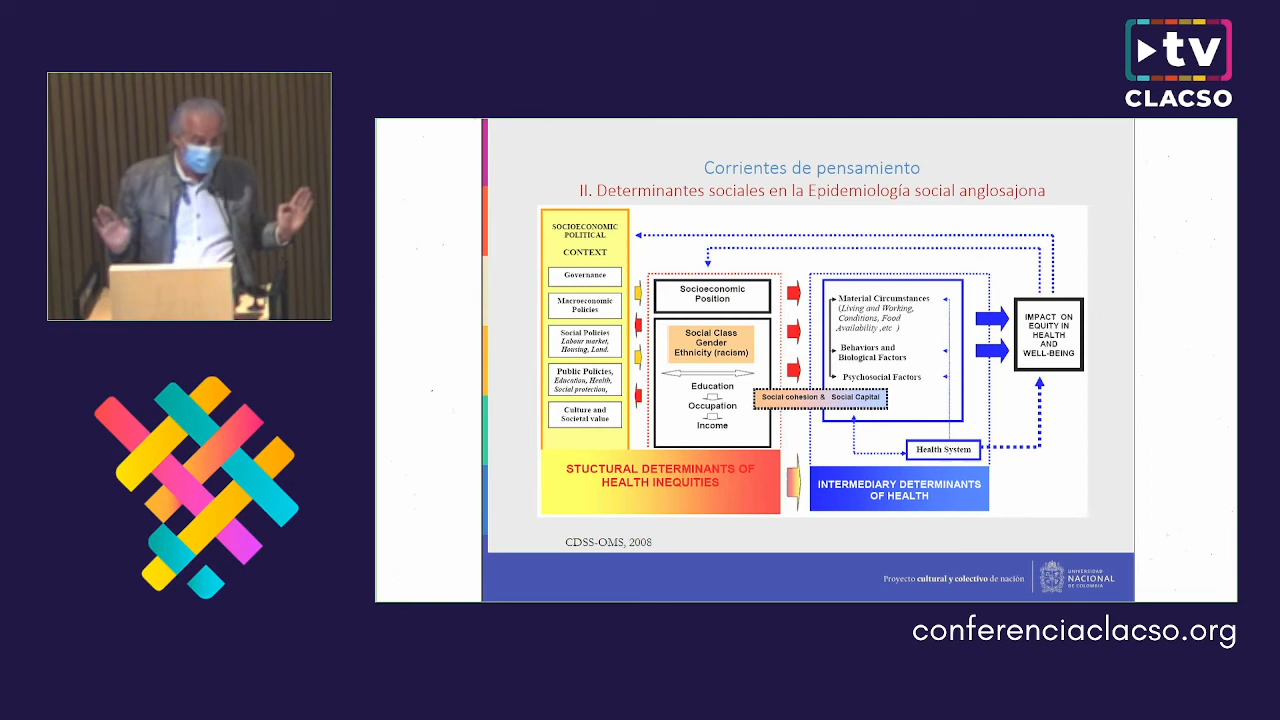 tv
CLACSO
Corrientes de pensamiento
II. Determinantes sociales en la Epidemiología social anglosajona
SOCIOECONOMIC
POLITICAL
CONTEXT
Governance
Macroeconomic
Policies
Social Policies
Labour market,
Housing, Land.
Public Policies,
Education, Health,
Social protection,
Culture and
Societal value
Socioeconomic
Position
Social Class
Gender
Ethnicity (racism)
Education
Occupation
Income
Material Circumstances
(Living and Working,
Conditions, Food
Availability ,etc )
Behaviors and
Biological Factors
Psychosocial Factors
Social cohesion & Social Capital
Health System
IMPACT ON
EQUITY IN
HEALTH
AND
WELL-BEING
STUCTURAL DETERMINANTS OF
HEALTH INEQUITIES
INTERMEDIARY DETERMINANTS
OF HEALTH
CDSS-OMS, 2008
Proyecto cultural y colectivo de nación
UNIVERSIDAD
NACIONAL
DE COLOMBIA
conferenciaclacso.org